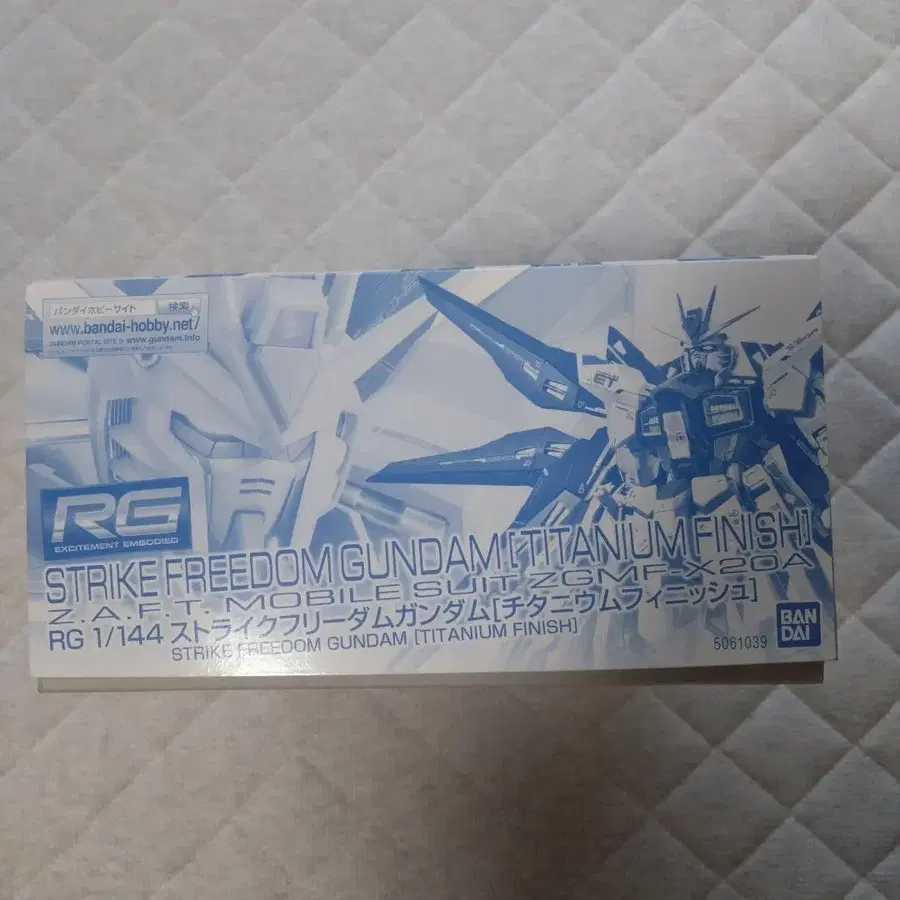 バンダイホビーサイト 検索
www.bandai-hobby.net/
GUNDAM PORTAL SITE www.gundam.info
RG
EXCITEMENT EMBODIED
STRIKE FREEDOM GUNDAM [TITANIUM FINISH]
Z.A.F.T. MOBILE SUIT ZGMF-X20A
RG 1/144 ストライクフリーダムガンダム[チタニウムフィニッシュ]
STRIKE FREEDOM GUNDAM [TITANIUM FINISH]
BAN
DAI
5061039